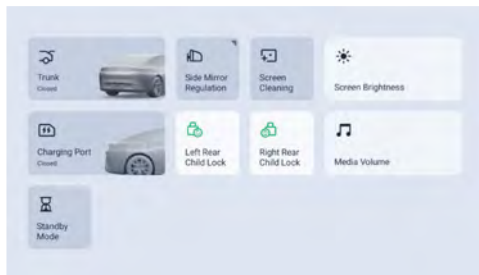 Trunk
Closed
Side Mirror
Regulation
Screen
Cleaning
Screen Brightness
Charging Port
Closed
Left Rear
Child Lock
Right Rear
Child Lock
Media Volume
Standby
Mode